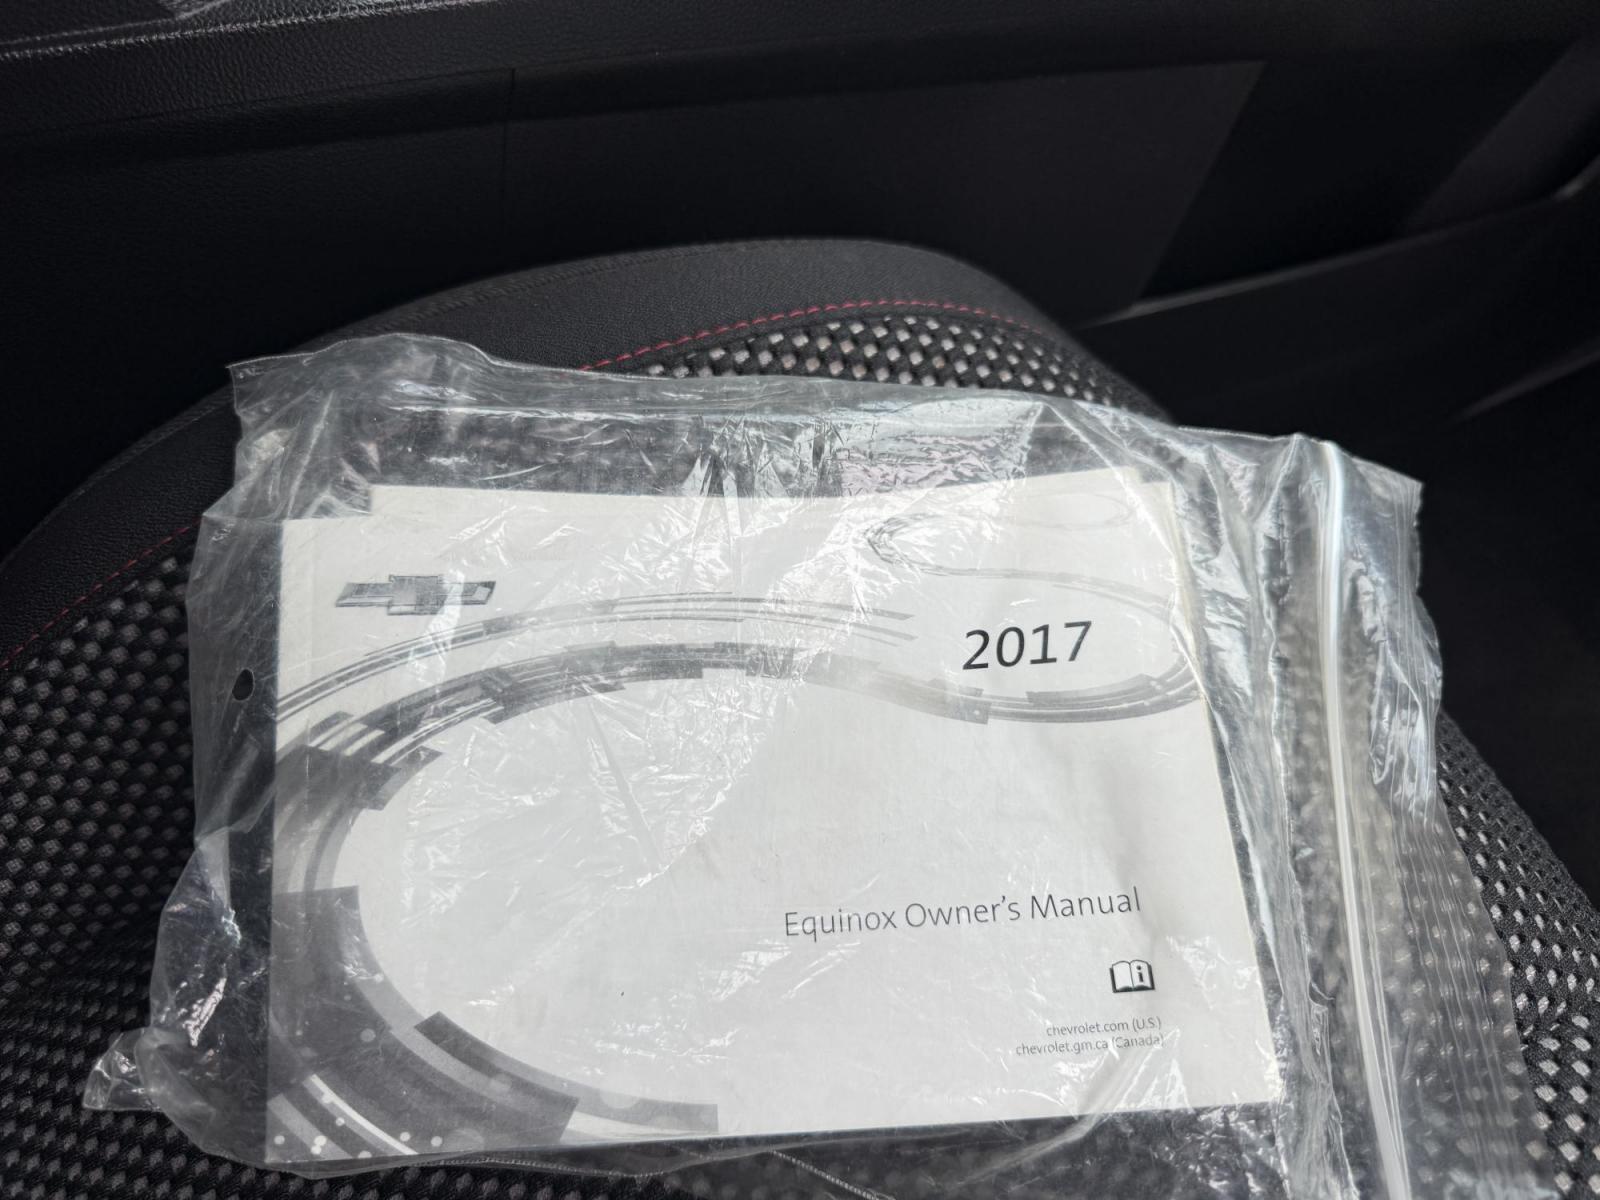 2017
Equinox Owner's Manual
chevrolet.com (U.S.)
chevrolet.gm.ca (Canada)